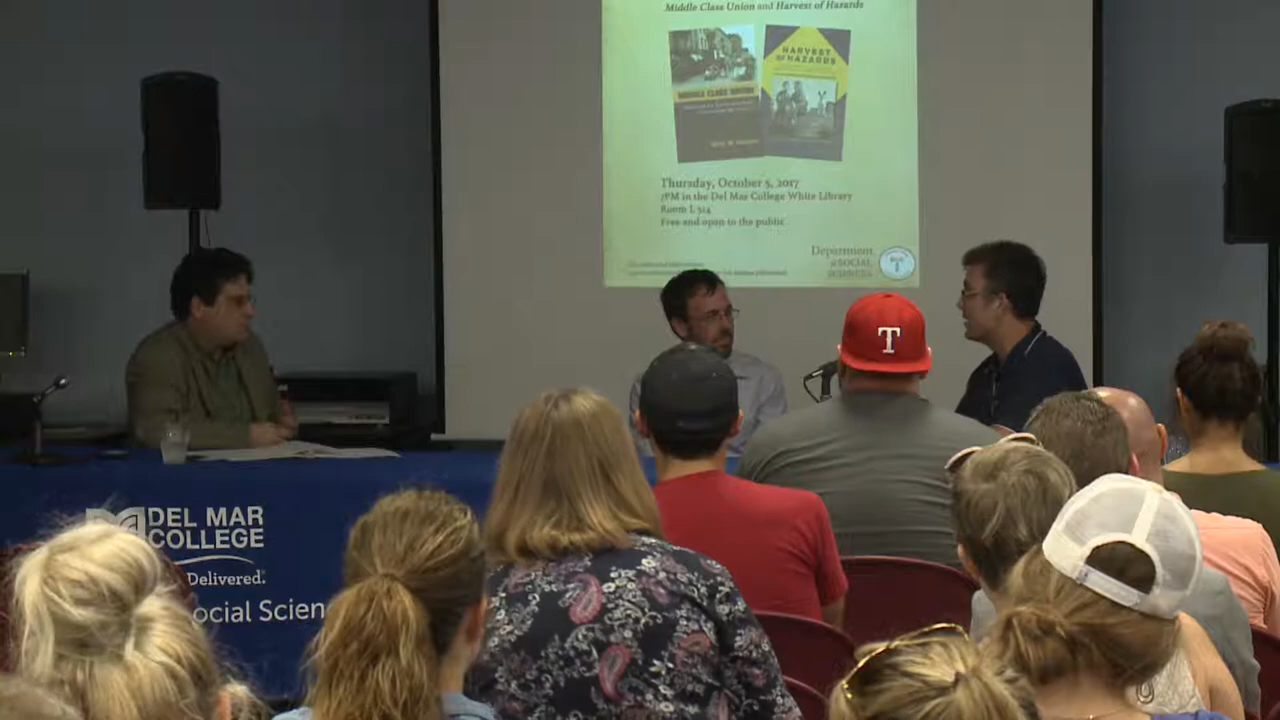 Middle Class Union and Harvest of Hazards
MIDDLE CLASS UNION
HARVEST
of HAZARDS
Thursday, October 5, 2017
7PM in the Del Mar College White Library
Room L 514
Free and open to the public
Department
of SOCIAL
SCIENCES
T
DEL MAR
COLLEGE
Delivered.
ocial Scien